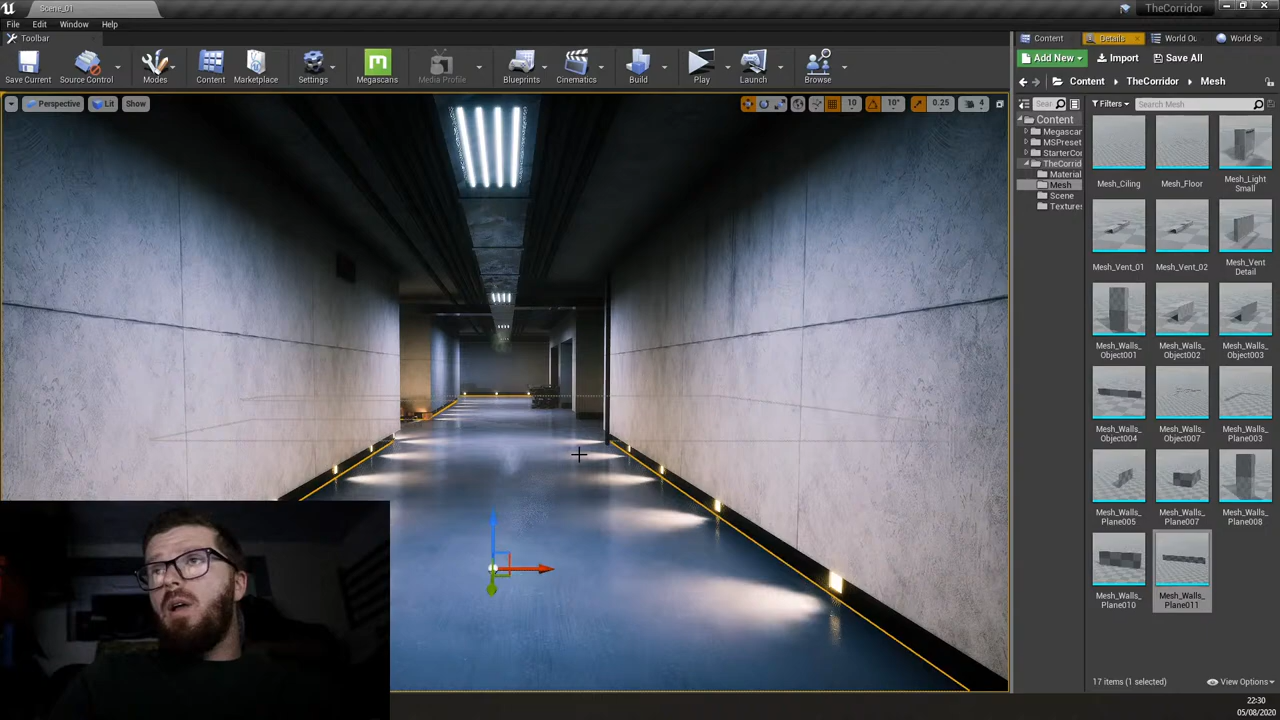 Scene_01
TheCorridor
File Edit Window Help
Toolbar
Save Current
Source Control
Modes
Content
Marketplace
Settings
Megascans
Media Profile
Blueprints
Cinematics
Build
Play
Launch
Browse
Perspective
Lit
Show
10
10°
0.25
4
Content
Details
World Ou
World Se
Add New
Import
Save All
Content
TheCorridor
Mesh
Sear
Filters
Search Mesh
Content
Megascan
MSPreset
StarterCor
TheCorrid
Material
Mesh
Scene
Textures
Mesh_Ciling
Mesh_Floor
Mesh_Light
Small
Mesh_Vent_01
Mesh_Vent_02
Mesh_Vent
Detail
Mesh_Walls_
Object001
Mesh_Walls_
Object002
Mesh_Walls_
Object003
Mesh_Walls_
Object004
Mesh_Walls_
Object007
Mesh_Walls_
Plane003
Mesh_Walls_
Plane005
Mesh_Walls_
Plane007
Mesh_Walls_
Plane008
Mesh_Walls_
Plane010
Mesh_Walls_
Plane011
17 items (1 selected)
View Options
22:30
05/08/2020